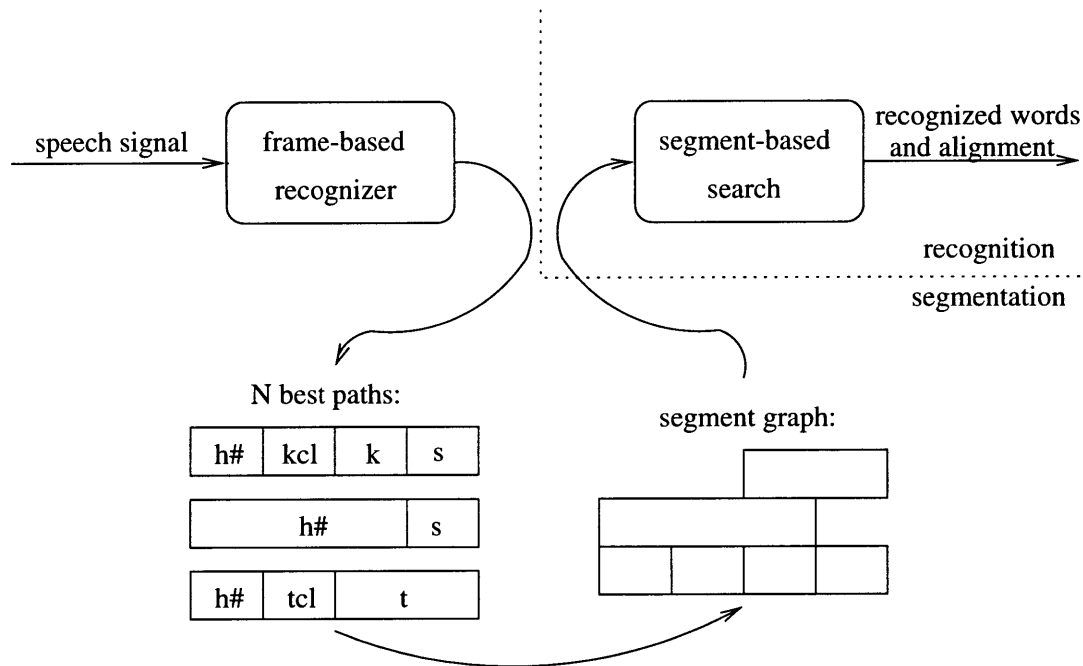 speech signal
frame-based
recognizer
segment-based
search
recognized words
and alignment
recognition
segmentation
N best paths:
h# kcl k s
h# s
h# tcl t
segment graph: